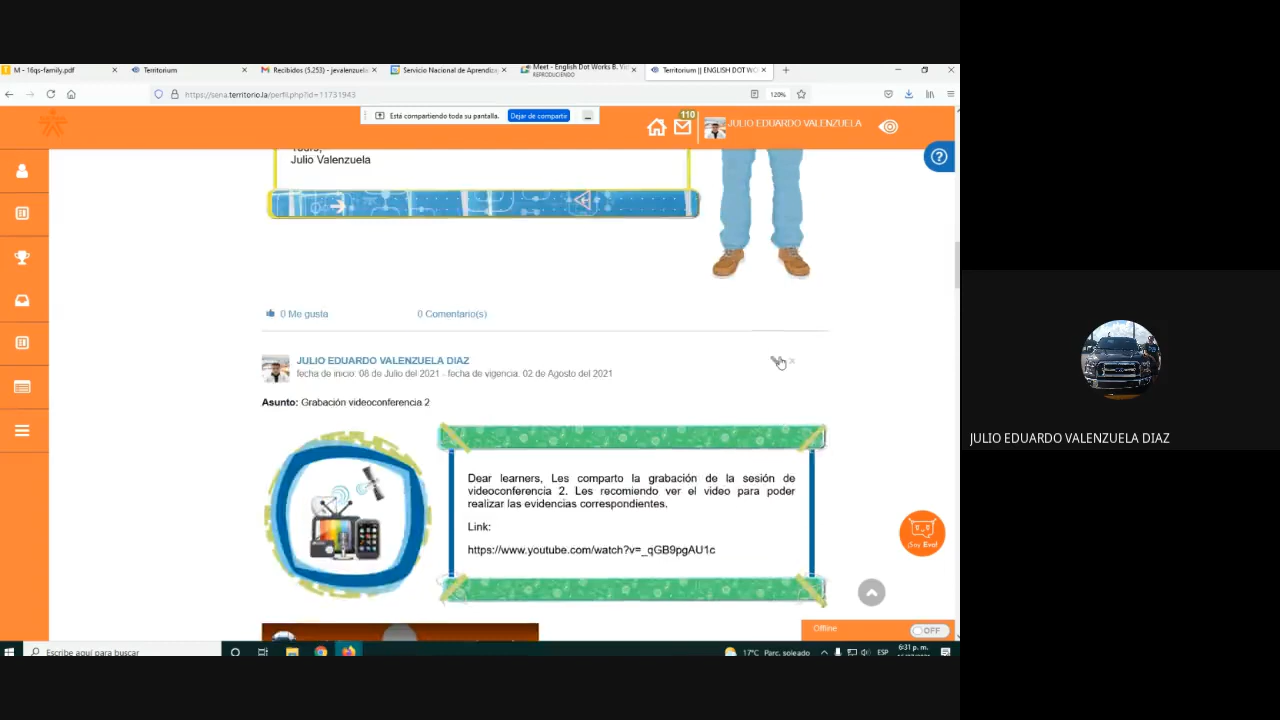 M - 16qs-family.pdf
Territorium
Recibidos (5.253) - jevalenzuela
Servicio Nacional de Aprendiza
Meet - English Dot Works B. Vi
REPRODUCIENDO
Territorium || ENGLISH DOT WO
https://sena.territorio.la/perfil.php?id=11731943
120%
Está compartiendo toda su pantalla.
Dejar de compartir
110
JULIO EDUARDO VALENZUELA
Yours,
Julio Valenzuela
0 Me gusta
0 Comentario(s)
JULIO EDUARDO VALENZUELA DIAZ
fecha de inicio: 08 de Julio del 2021 - fecha de vigencia: 02 de Agosto del 2021
Asunto: Grabación videoconferencia 2
Dear learners, Les comparto la grabación de la sesión de
videoconferencia 2. Les recomiendo ver el video para poder
realizar las evidencias correspondientes.
Link:
https://www.youtube.com/watch?v=_qGB9pgAU1c
¡Soy Eva!
Offline
OFF
Escribe aquí para buscar
17°C Parc. soleado
ESP
6:31 p. m.
JULIO EDUARDO VALENZUELA DIAZ